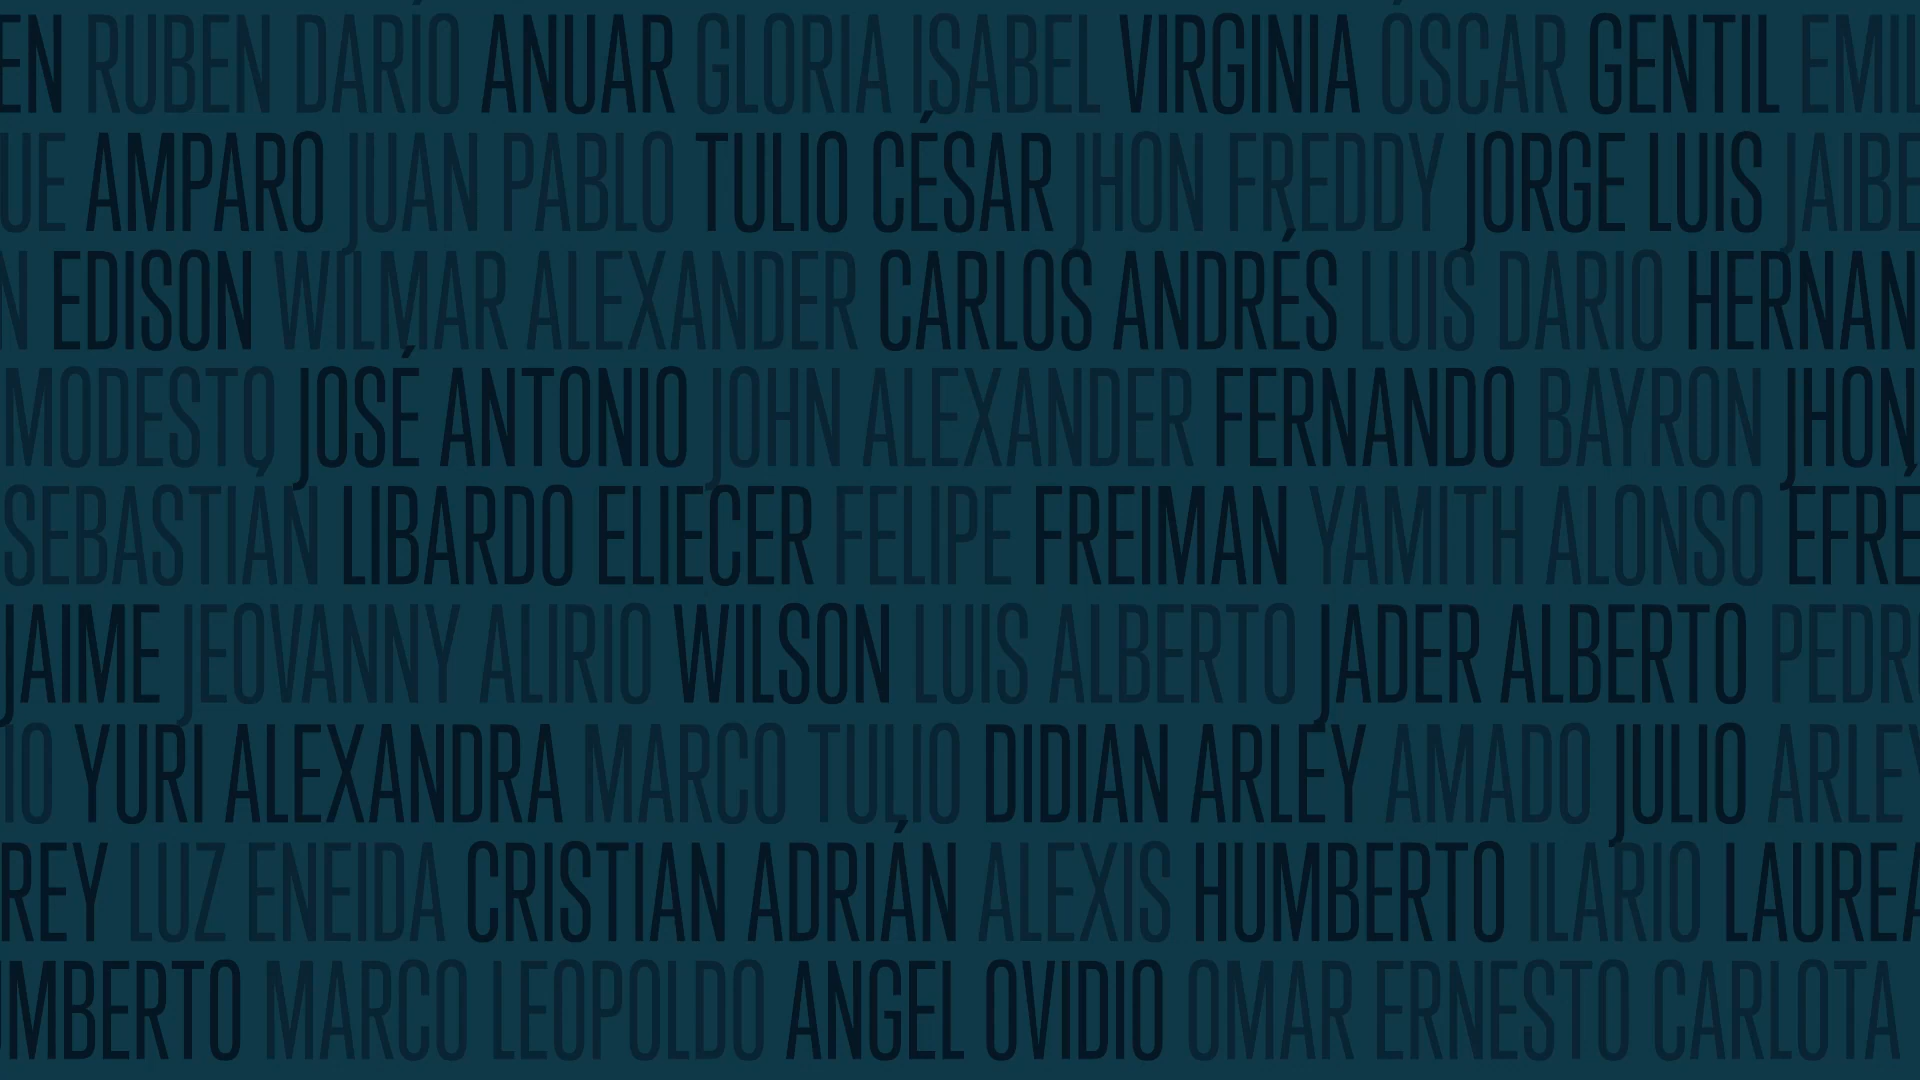 EN RUBEN DARÍO ANUAR GLORIA ISABEL VIRGINIA ÓSCAR GENTIL EMIL
UE AMPARO JUAN PABLO TULIO CÉSAR JHON FREDDY JORGE LUIS JAIBE
N EDISON WILMAR ALEXANDER CARLOS ANDRÉS LUIS DARIO HERNAN
MODESTO JOSÉ ANTONIO JOHN ALEXANDER FERNANDO BAYRON JHON
SEBASTIÁN LIBARDO ELIECER FELIPE FREIMAN YAMITH ALONSO EFRÉ
JAIME JEOVANNY ALIRIO WILSON LUIS ALBERTO JADER ALBERTO PEDR
IO YURI ALEXANDRA MARCO TULIO DIDIAN ARLEY AMADO JULIO ARLEY
REY LUZ ENEIDA CRISTIAN ADRIÁN ALEXIS HUMBERTO ILARIO LAUREA
UMBERTO MARCO LEOPOLDO ANGEL OVIDIO OMAR ERNESTO CARLOTA